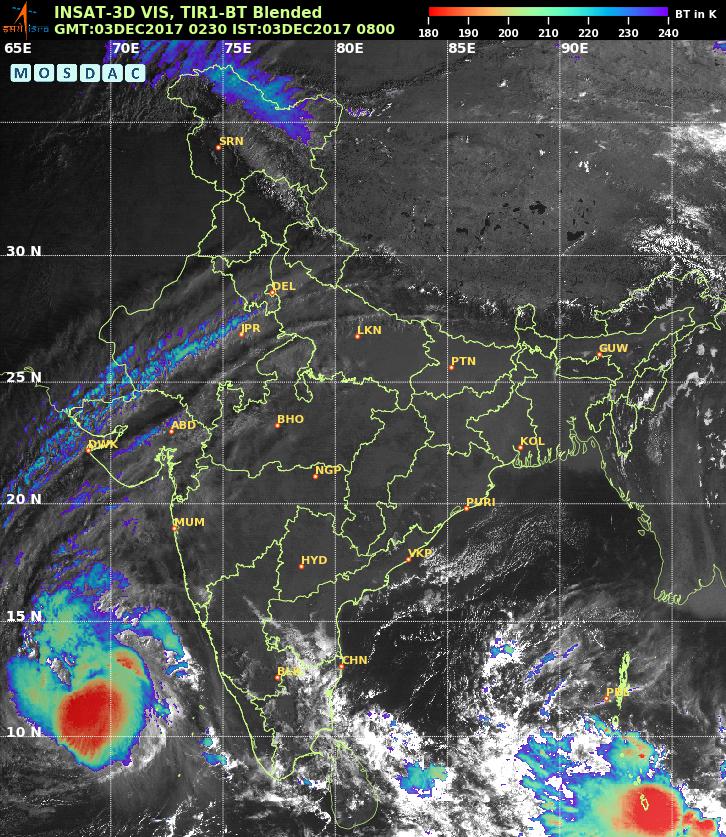 INSAT-3D VIS, TIR1-BT Blended
GMT:03DEC2017 0230 IST:03DEC2017 0800
BT in K
180 190 200 210 220 230 240
65E 70E 75E 80E 85E 90E
MOSDAC
SRN
30 N
DEL
JPR LKN
GUW
PTN
25 N
ABD BHO
DWK KOL
NGP
20 N PURI
MUM
VKP
HYD
15 N
CHN
BLR
PBL
10 N